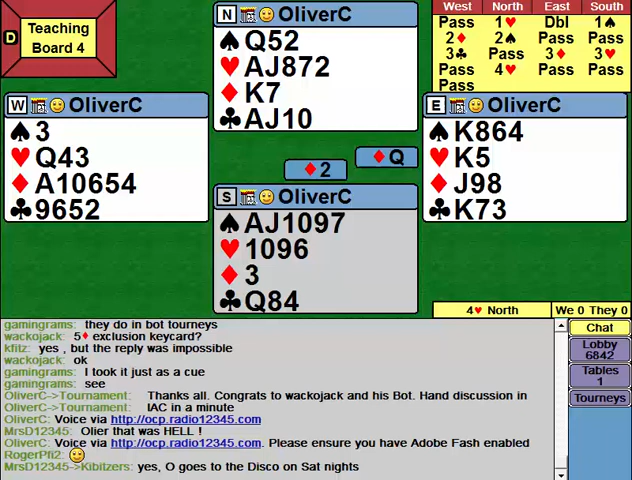 N OliverC
West North East South
Pass 1♥ Dbl 1♠
2♦ 2♠ Pass Pass
3♣ Pass 3♦ 3♥
Pass 4♥ Pass Pass
Pass
D Teaching
Board 4
♠ Q52
♥ AJ872
♦ K7
♣ AJ10
W OliverC
♠ 3
♥ Q43
♦ A10654
♣ 9652
E OliverC
♠ K864
♥ K5
♦ J98
♣ K73
♦Q
♦2
S OliverC
♠ AJ1097
♥ 1096
♦ 3
♣ Q84
4♥ North
We 0 They 0
gamingrams: they do in bot tourneys
wackojack: 5♦ exclusion keycard?
kfitz: yes , but the reply was impossible
wackojack: ok
gamingrams: I took it just as a cue
gamingrams: see
OliverC->Tournament: Thanks all. Congrats to wackojack and his Bot. Hand discussion in
OliverC->Tournament: IAC in a minute
OliverC: Voice via http://ocp.radio12345.com
MrsD12345: Olier that was HELL !
OliverC: Voice via http://ocp.radio12345.com. Please ensure you have Adobe Fash enabled
RogerPfi2:
MrsD12345->Kibitzers: yes, O goes to the Disco on Sat nights
Chat
Lobby
6842
Tables
1
Tourneys